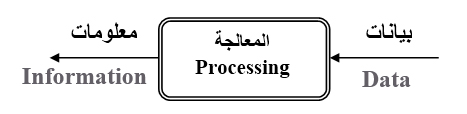 بيانات
Data
المعالجة
Processing
معلومات
Information